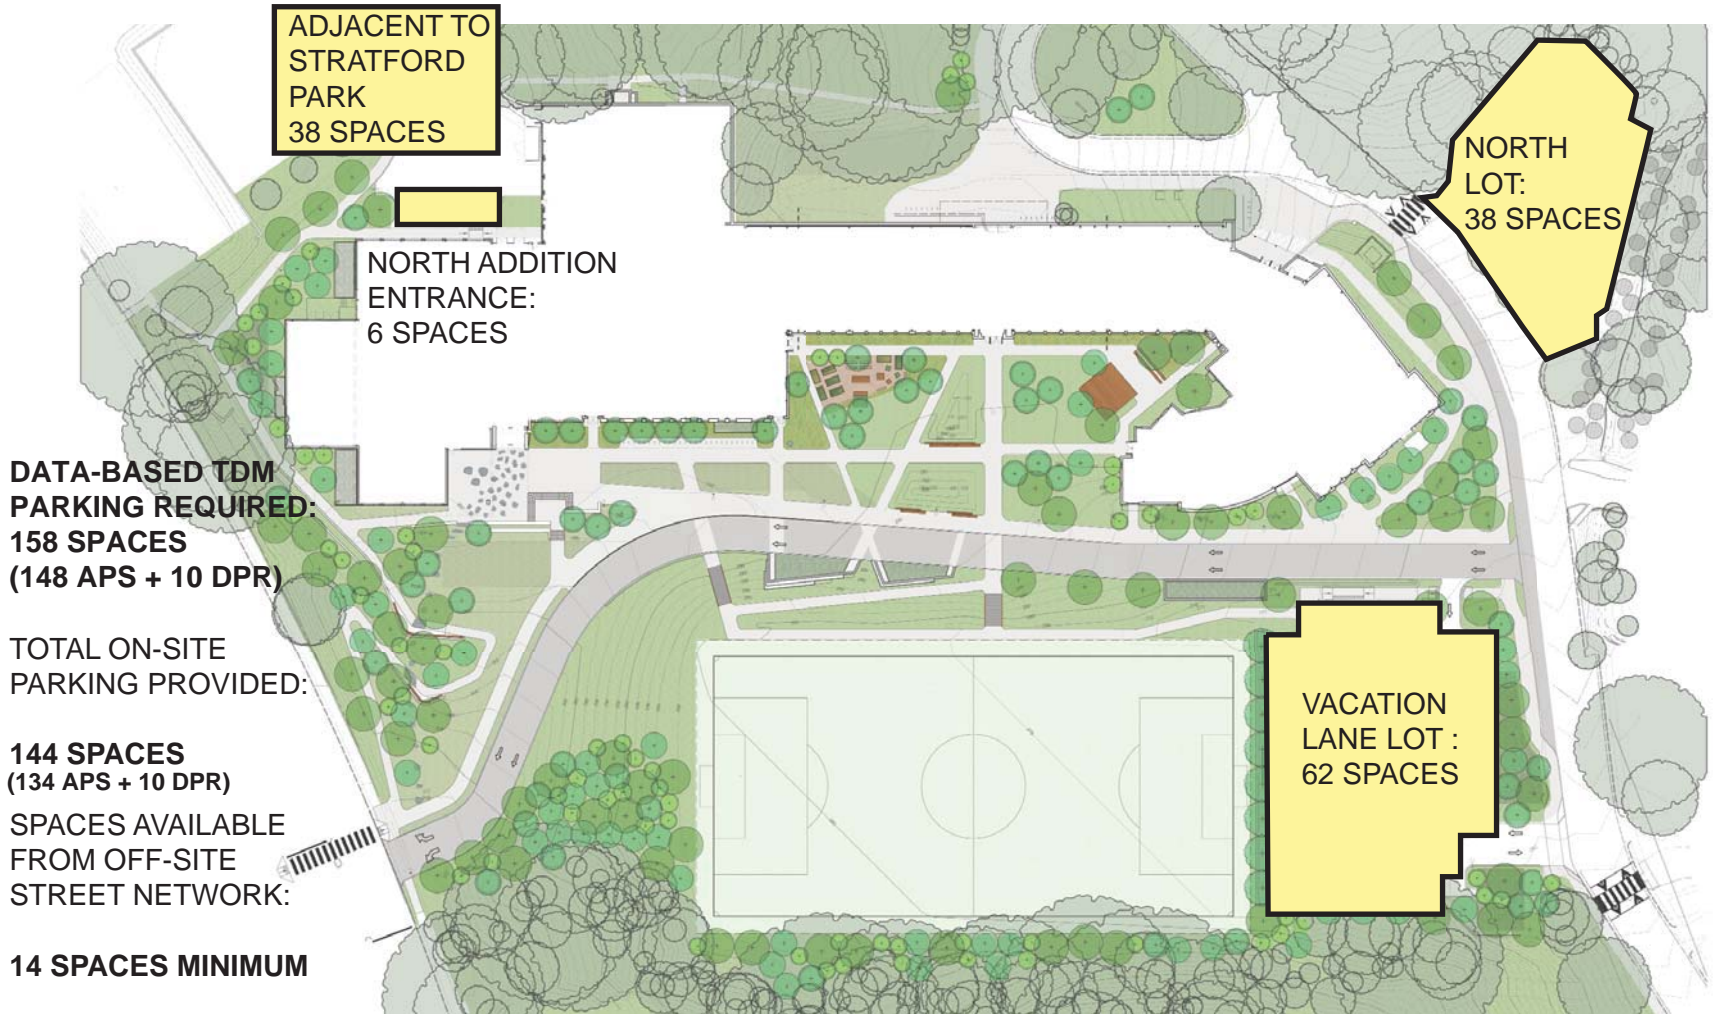 ADJACENT TO
STRATFORD
PARK
38 SPACES
NORTH
LOT:
38 SPACES
NORTH ADDITION
ENTRANCE:
6 SPACES
DATA-BASED TDM
PARKING REQUIRED:
158 SPACES
(148 APS + 10 DPR)
TOTAL ON-SITE
PARKING PROVIDED:
144 SPACES
(134 APS + 10 DPR)
SPACES AVAILABLE
FROM OFF-SITE
STREET NETWORK:
14 SPACES MINIMUM
VACATION
LANE LOT :
62 SPACES